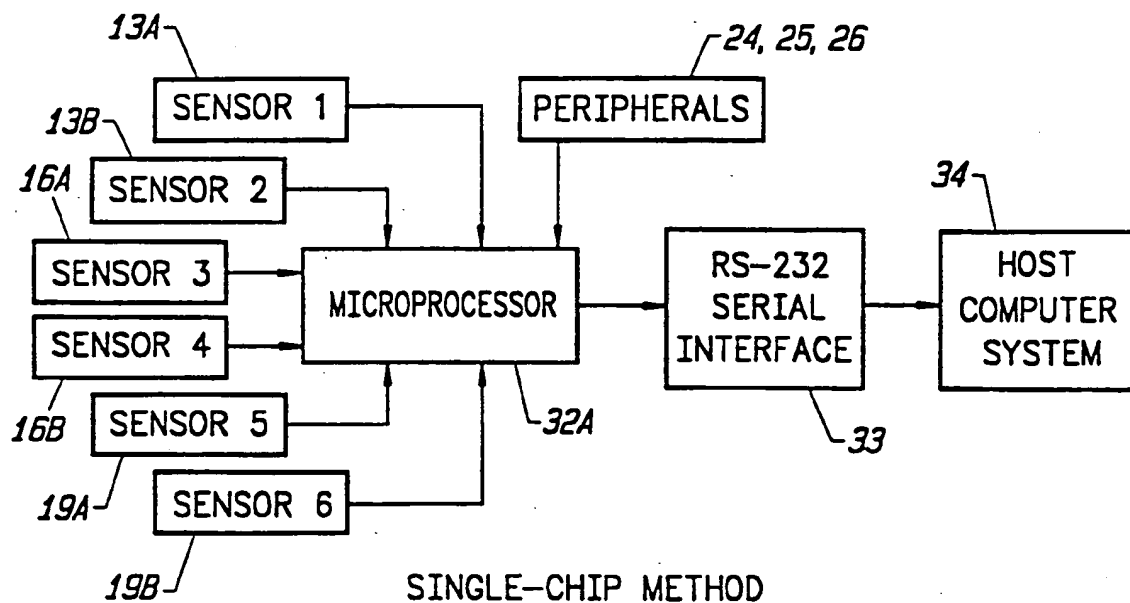 13A
24, 25, 26
SENSOR 1
PERIPHERALS
13B
SENSOR 2
16A
34
SENSOR 3
MICROPROCESSOR
RS-232
SERIAL
INTERFACE
HOST
COMPUTER
SYSTEM
SENSOR 4
16B
SENSOR 5
32A
33
19A
SENSOR 6
19B
SINGLE-CHIP METHOD